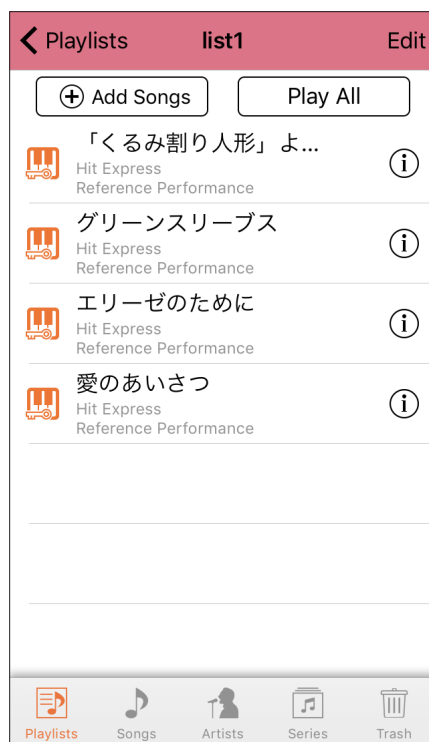 Playlists list1 Edit
Add Songs Play All
「くるみ割り人形」よ...
Hit Express
Reference Performance
グリーンスリーブス
Hit Express
Reference Performance
エリーゼのために
Hit Express
Reference Performance
愛のあいさつ
Hit Express
Reference Performance
Playlists Songs Artists Series Trash